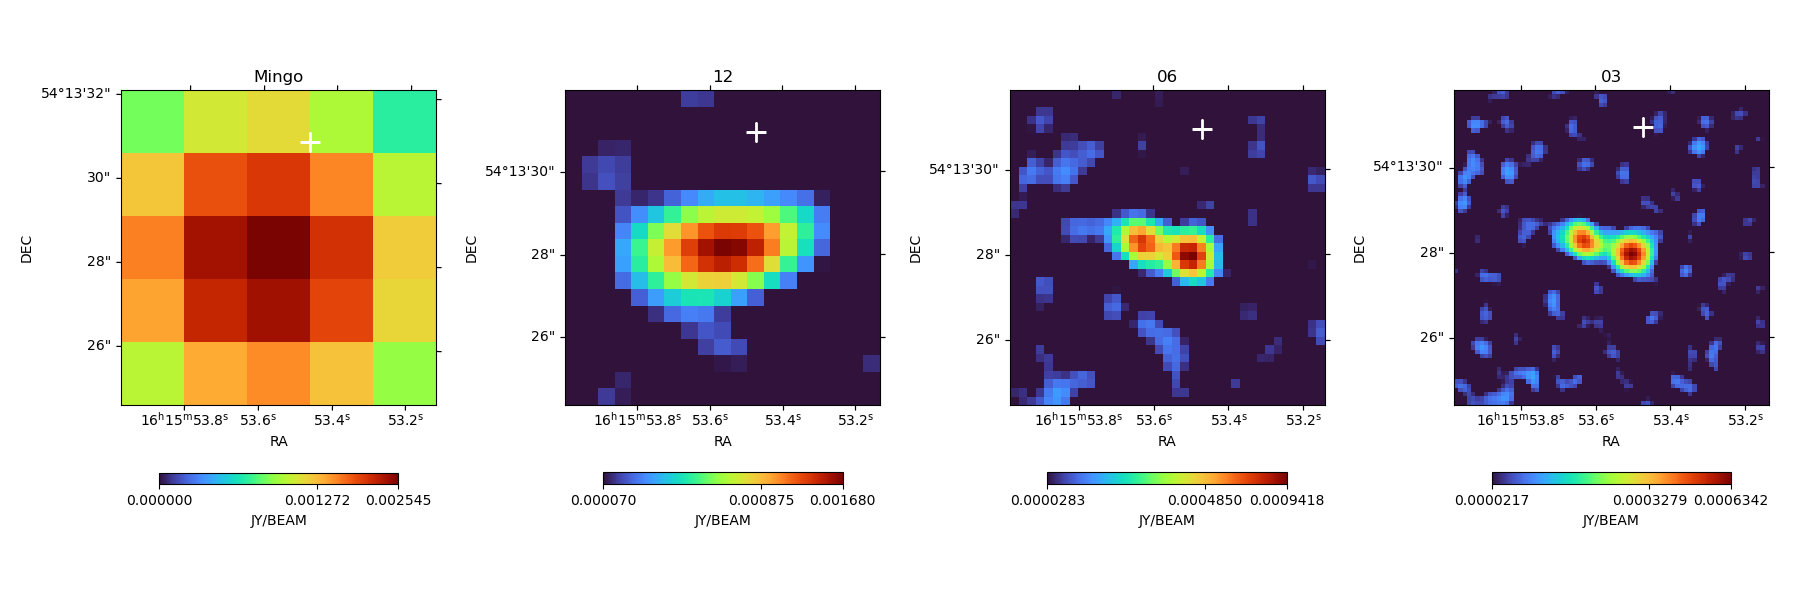 Mingo
DEC
54°13'32"
30"
28"
26"
16ʰ15ᵐ53.8ˢ 53.6ˢ 53.4ˢ 53.2ˢ
RA
0.000000 0.001272 0.002545
JY/BEAM
12
DEC
54°13'30"
28"
26"
16ʰ15ᵐ53.8ˢ 53.6ˢ 53.4ˢ 53.2ˢ
RA
0.000070 0.000875 0.001680
JY/BEAM
06
DEC
54°13'30"
28"
26"
16ʰ15ᵐ53.8ˢ 53.6ˢ 53.4ˢ 53.2ˢ
RA
0.0000283 0.0004850 0.0009418
JY/BEAM
03
DEC
54°13'30"
28"
26"
16ʰ15ᵐ53.8ˢ 53.6ˢ 53.4ˢ 53.2ˢ
RA
0.0000217 0.0003279 0.0006342
JY/BEAM